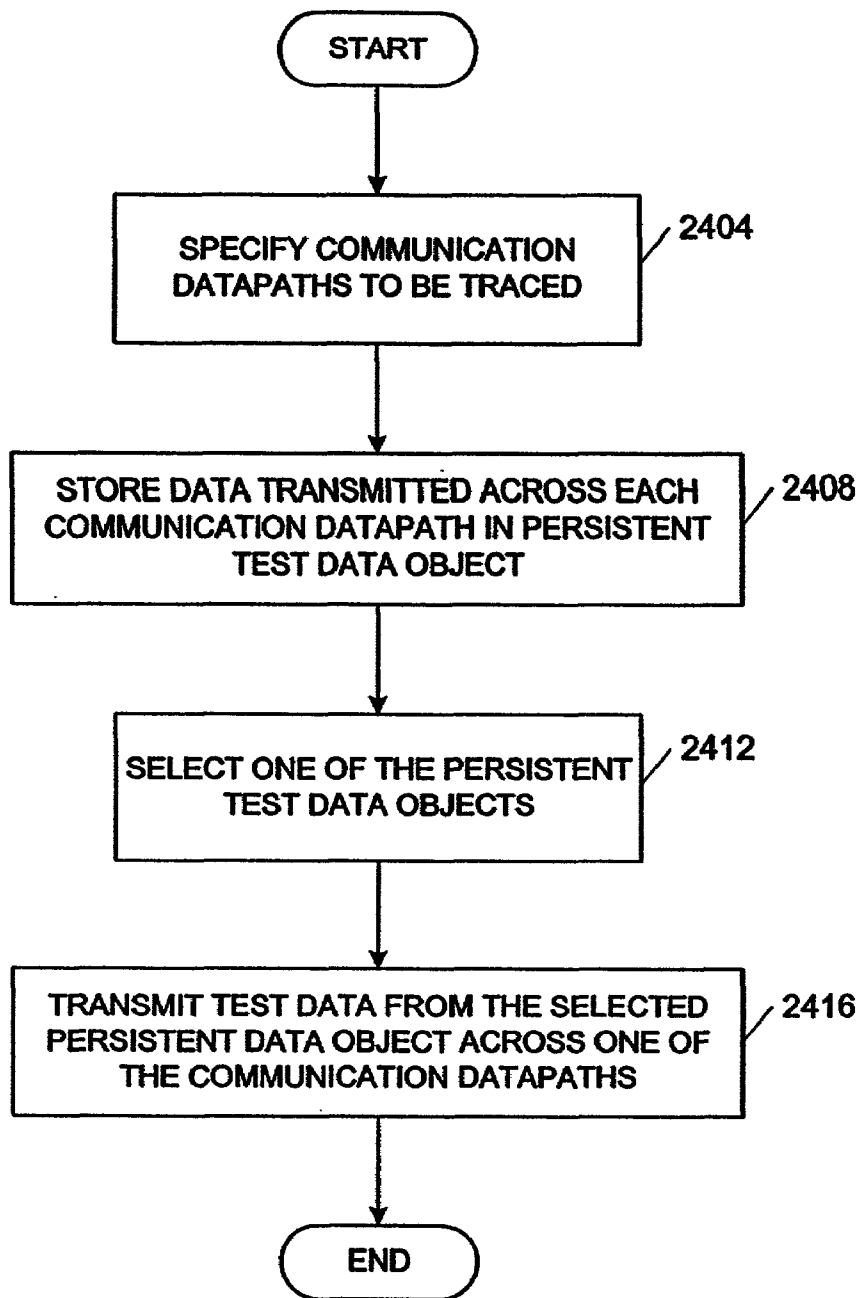 START
SPECIFY COMMUNICATION
DATAPATHS TO BE TRACED
2404
STORE DATA TRANSMITTED ACROSS EACH
COMMUNICATION DATAPATH IN PERSISTENT
TEST DATA OBJECT
2408
SELECT ONE OF THE PERSISTENT
TEST DATA OBJECTS
2412
TRANSMIT TEST DATA FROM THE SELECTED
PERSISTENT DATA OBJECT ACROSS ONE OF
THE COMMUNICATION DATAPATHS
2416
END